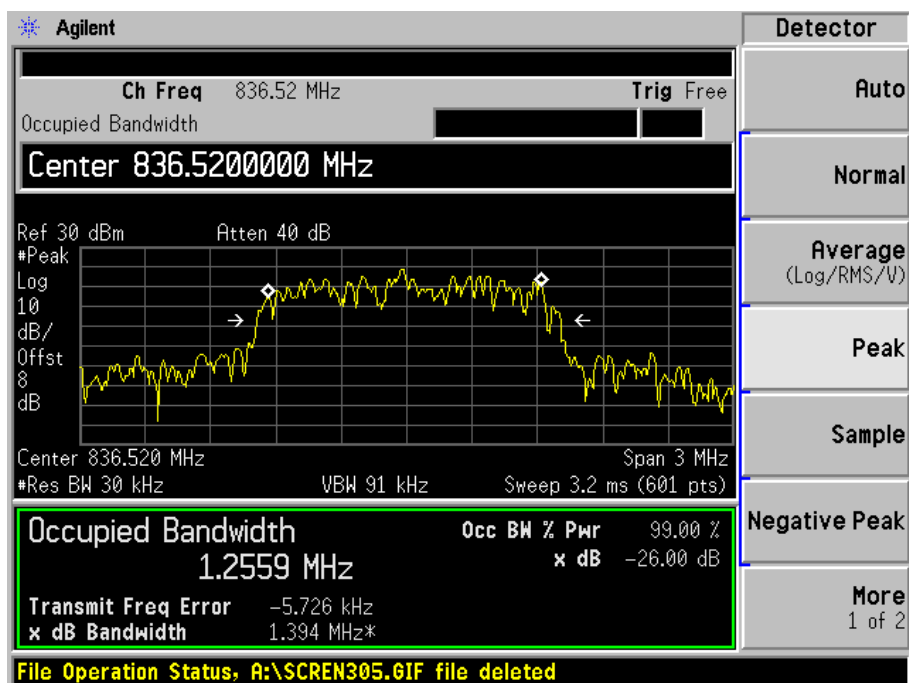 Agilent
Detector
Ch Freq 836.52 MHz Trig Free
Occupied Bandwidth
Center 836.5200000 MHz
Ref 30 dBm Atten 40 dB
#Peak
Log
10
dB/
Offst
8
dB
Center 836.520 MHz Span 3 MHz
#Res BW 30 kHz VBW 91 kHz Sweep 3.2 ms (601 pts)
Occupied Bandwidth Occ BW % Pwr 99.00 %
1.2559 MHz x dB -26.00 dB
Transmit Freq Error -5.726 kHz
x dB Bandwidth 1.394 MHz*
File Operation Status, A:\SCREN305.GIF file deleted
Auto
Normal
Average
(Log/RMS/V)
Peak
Sample
Negative Peak
More
1 of 2